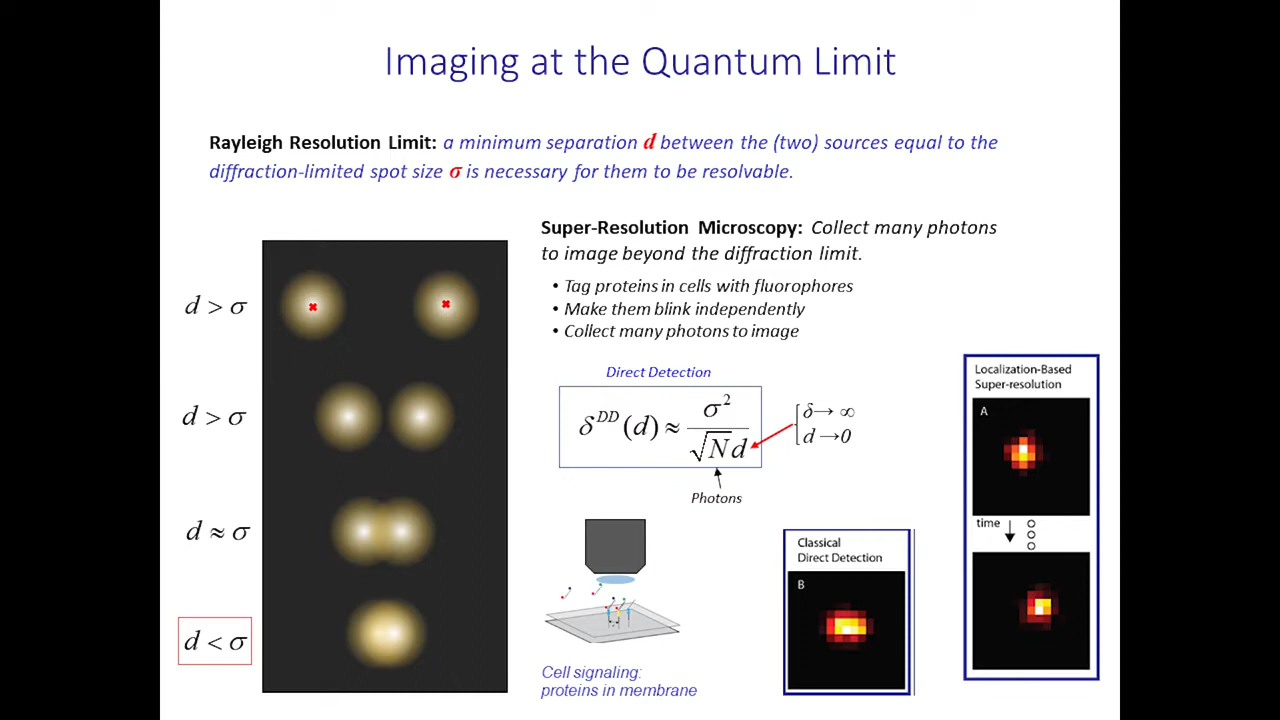 Imaging at the Quantum Limit
Rayleigh Resolution Limit: a minimum separation d between the (two) sources equal to the
diffraction-limited spot size σ is necessary for them to be resolvable.
Super-Resolution Microscopy: Collect many photons
to image beyond the diffraction limit.
• Tag proteins in cells with fluorophores
• Make them blink independently
• Collect many photons to image
d > σ
d > σ
d ≈ σ
d < σ
Direct Detection
δ^DD(d) ≈ σ² / √N d
δ → ∞
d → 0
Photons
Cell signaling:
proteins in membrane
Classical
Direct Detection
B
Localization-Based
Super-resolution
A
time